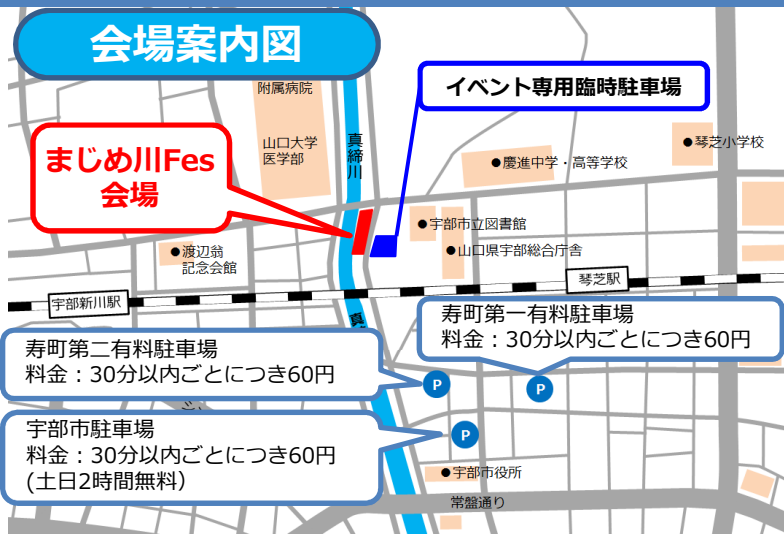 会場案内図
附属病院
イベント専用臨時駐車場
山口大学
医学部
真締川
●琴芝小学校
まじめ川Fes
会場
●慶進中学・高等学校
●宇部市立図書館
●渡辺翁
記念会館
●山口県宇部総合庁舎
琴芝駅
宇部新川駅
真
寿町第一有料駐車場
料金：30分以内ごとにつき60円
寿町第二有料駐車場
料金：30分以内ごとにつき60円
P
P
宇部市駐車場
料金：30分以内ごとにつき60円
(土日2時間無料）
P
●宇部市役所
常盤通り